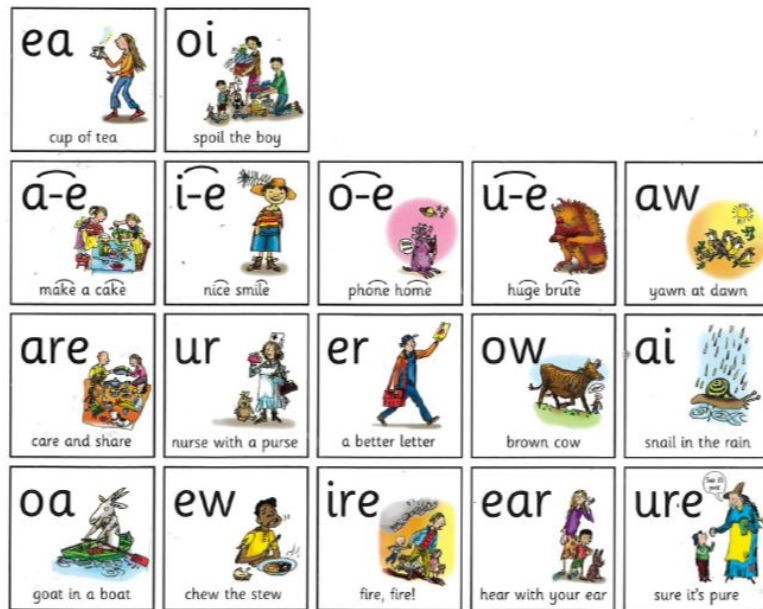 ea oi
cup of tea spoil the boy
a-e i-e o-e u-e aw
make a cake nice smile phone home huge brute yawn at dawn
are ur er ow ai
care and share nurse with a purse a better letter brown cow snail in the rain
oa ew ire ear ure
goat in a boat chew the stew fire, fire! hear with your ear sure it's pure